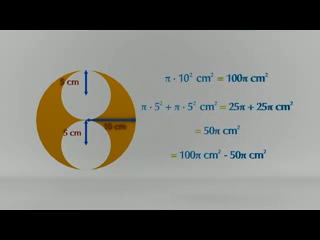 5 cm
5 cm
10 cm
π · 10² cm² = 100π cm²
π · 5² + π · 5² cm² = 25π + 25π cm²
= 50π cm²
= 100π cm² - 50π cm²